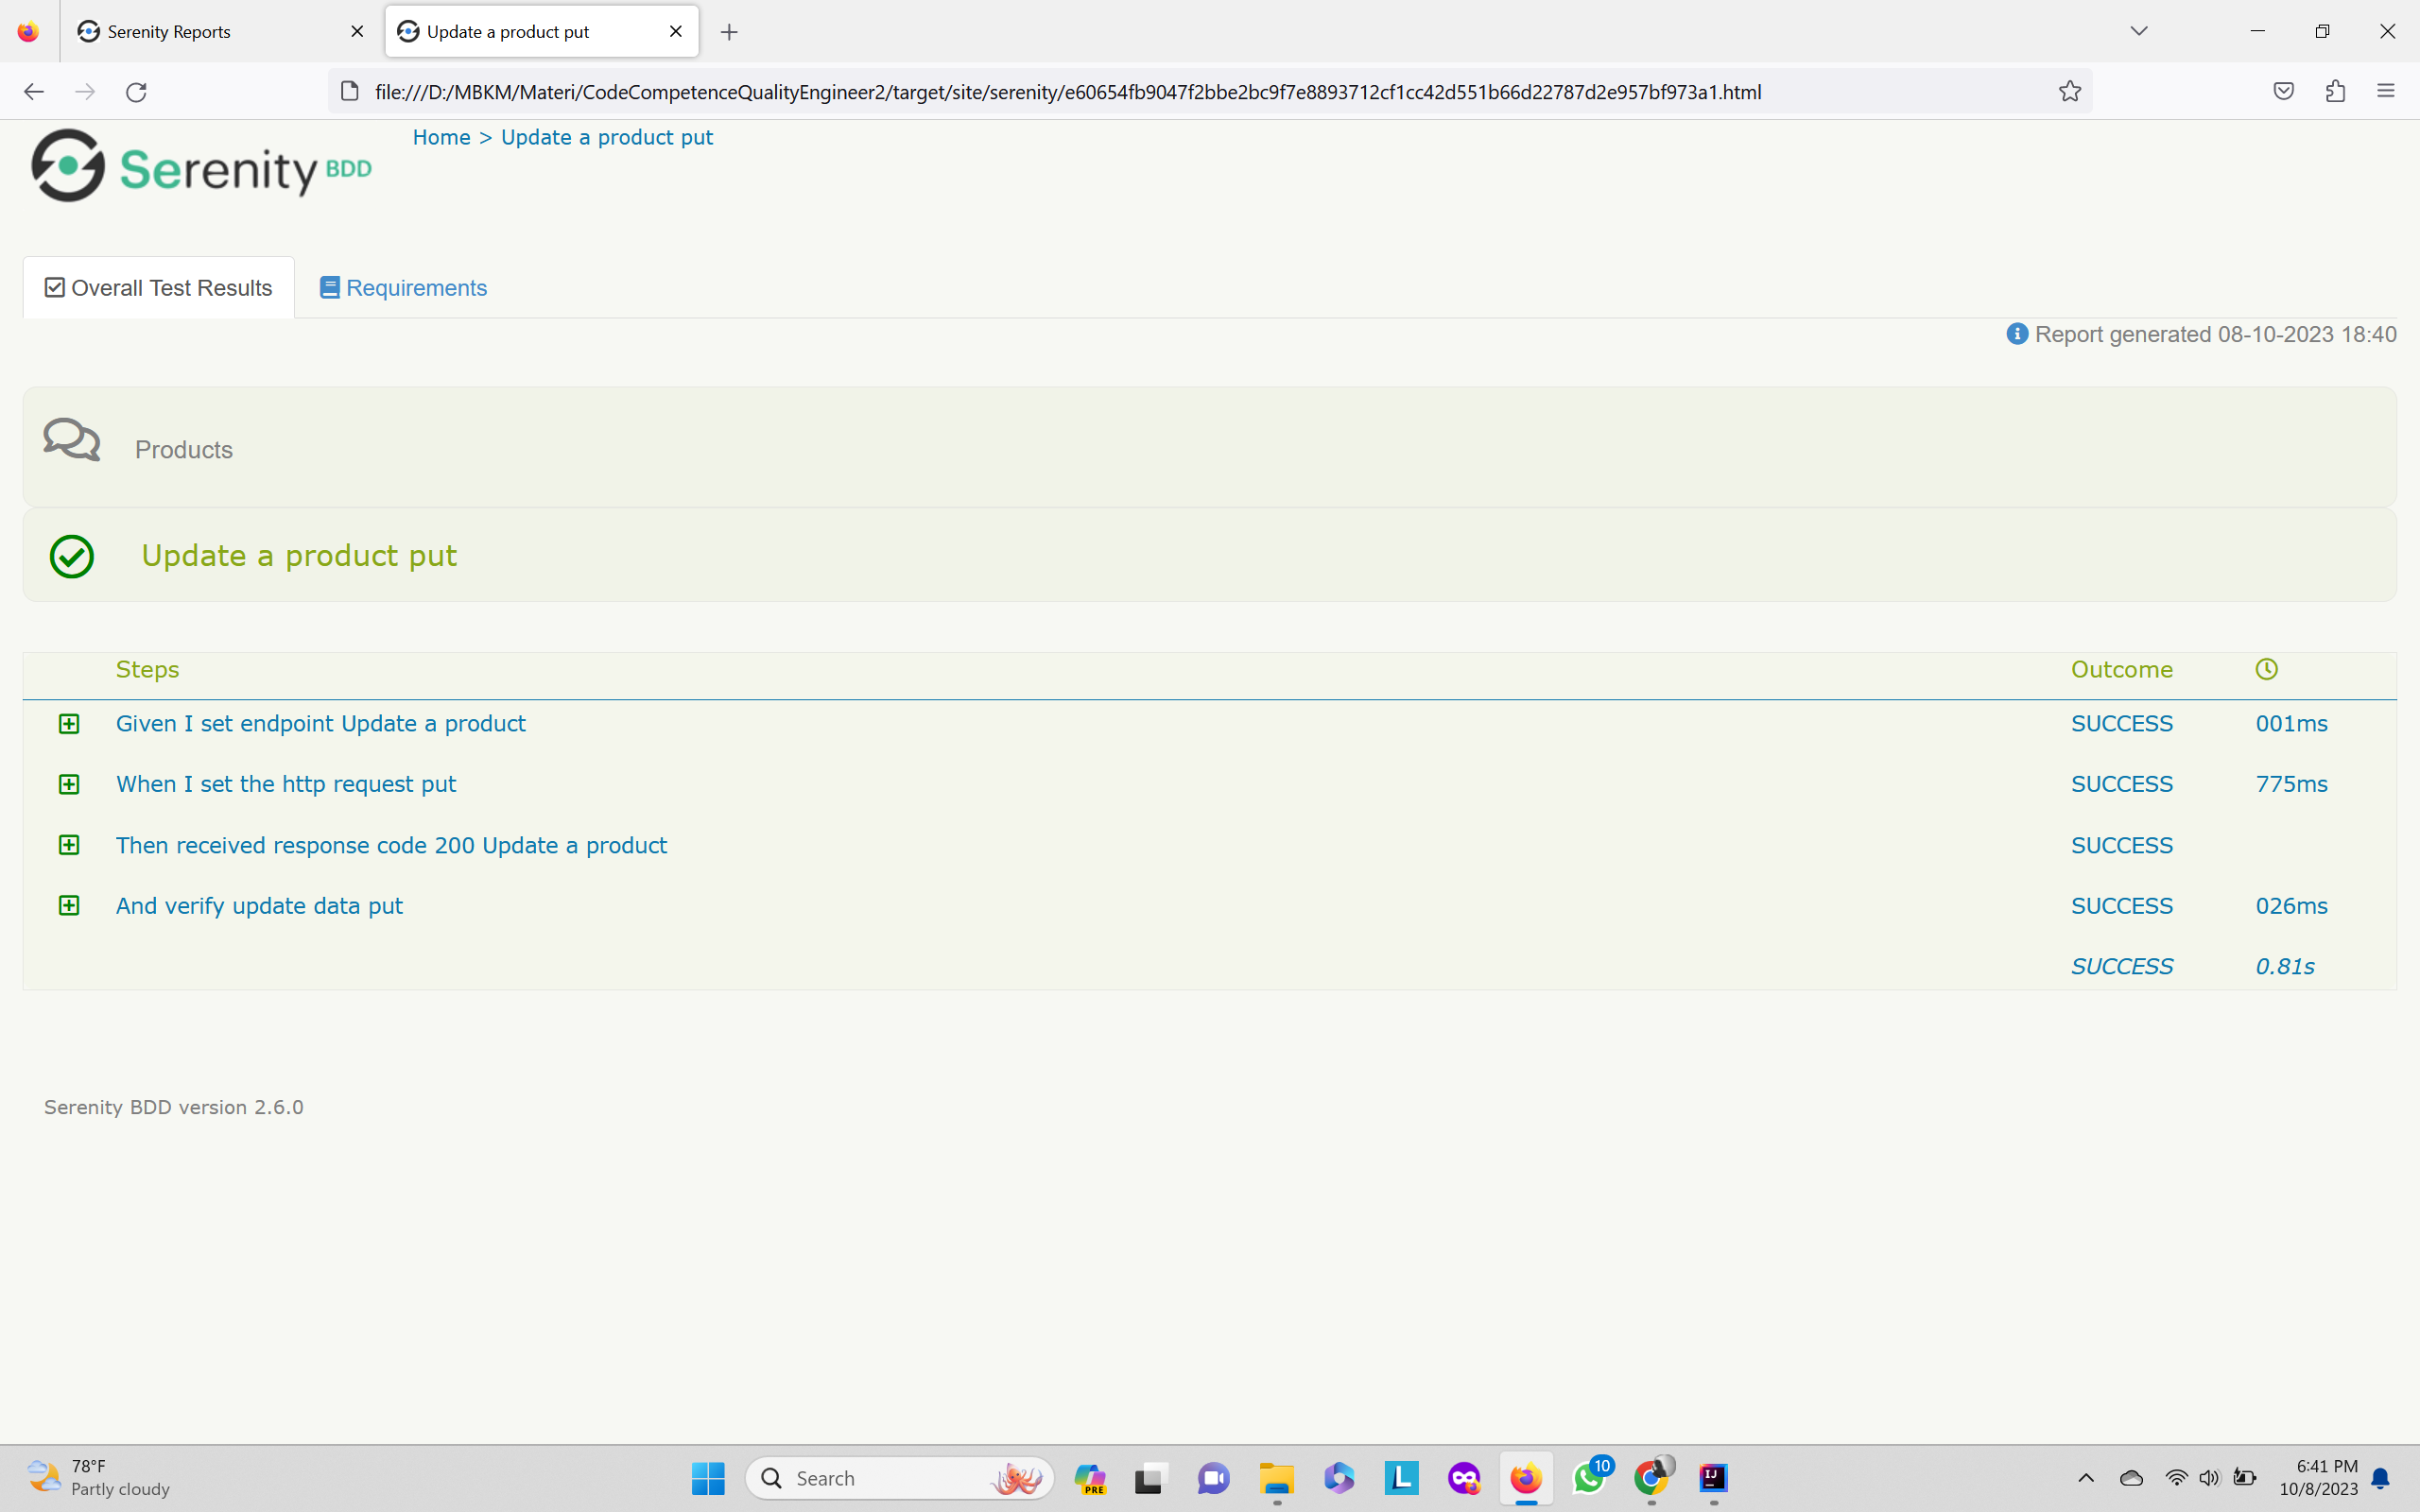 Serenity Reports
Update a product put
file:///D:/MBKM/Materi/CodeCompetenceQualityEngineer2/target/site/serenity/e60654fb9047f2bbe2bc9f7e8893712cf1cc42d551b66d22787d2e957bf973a1.html
Serenity BDD
Home > Update a product put
Overall Test Results
Requirements
Report generated 08-10-2023 18:40
Products
Update a product put
Steps Outcome
Given I set endpoint Update a product SUCCESS 001ms
When I set the http request put SUCCESS 775ms
Then received response code 200 Update a product SUCCESS
And verify update data put SUCCESS 026ms
SUCCESS 0.81s
Serenity BDD version 2.6.0
78°F
Partly cloudy
Search
PRE
L
10
IJ
6:41 PM
10/8/2023